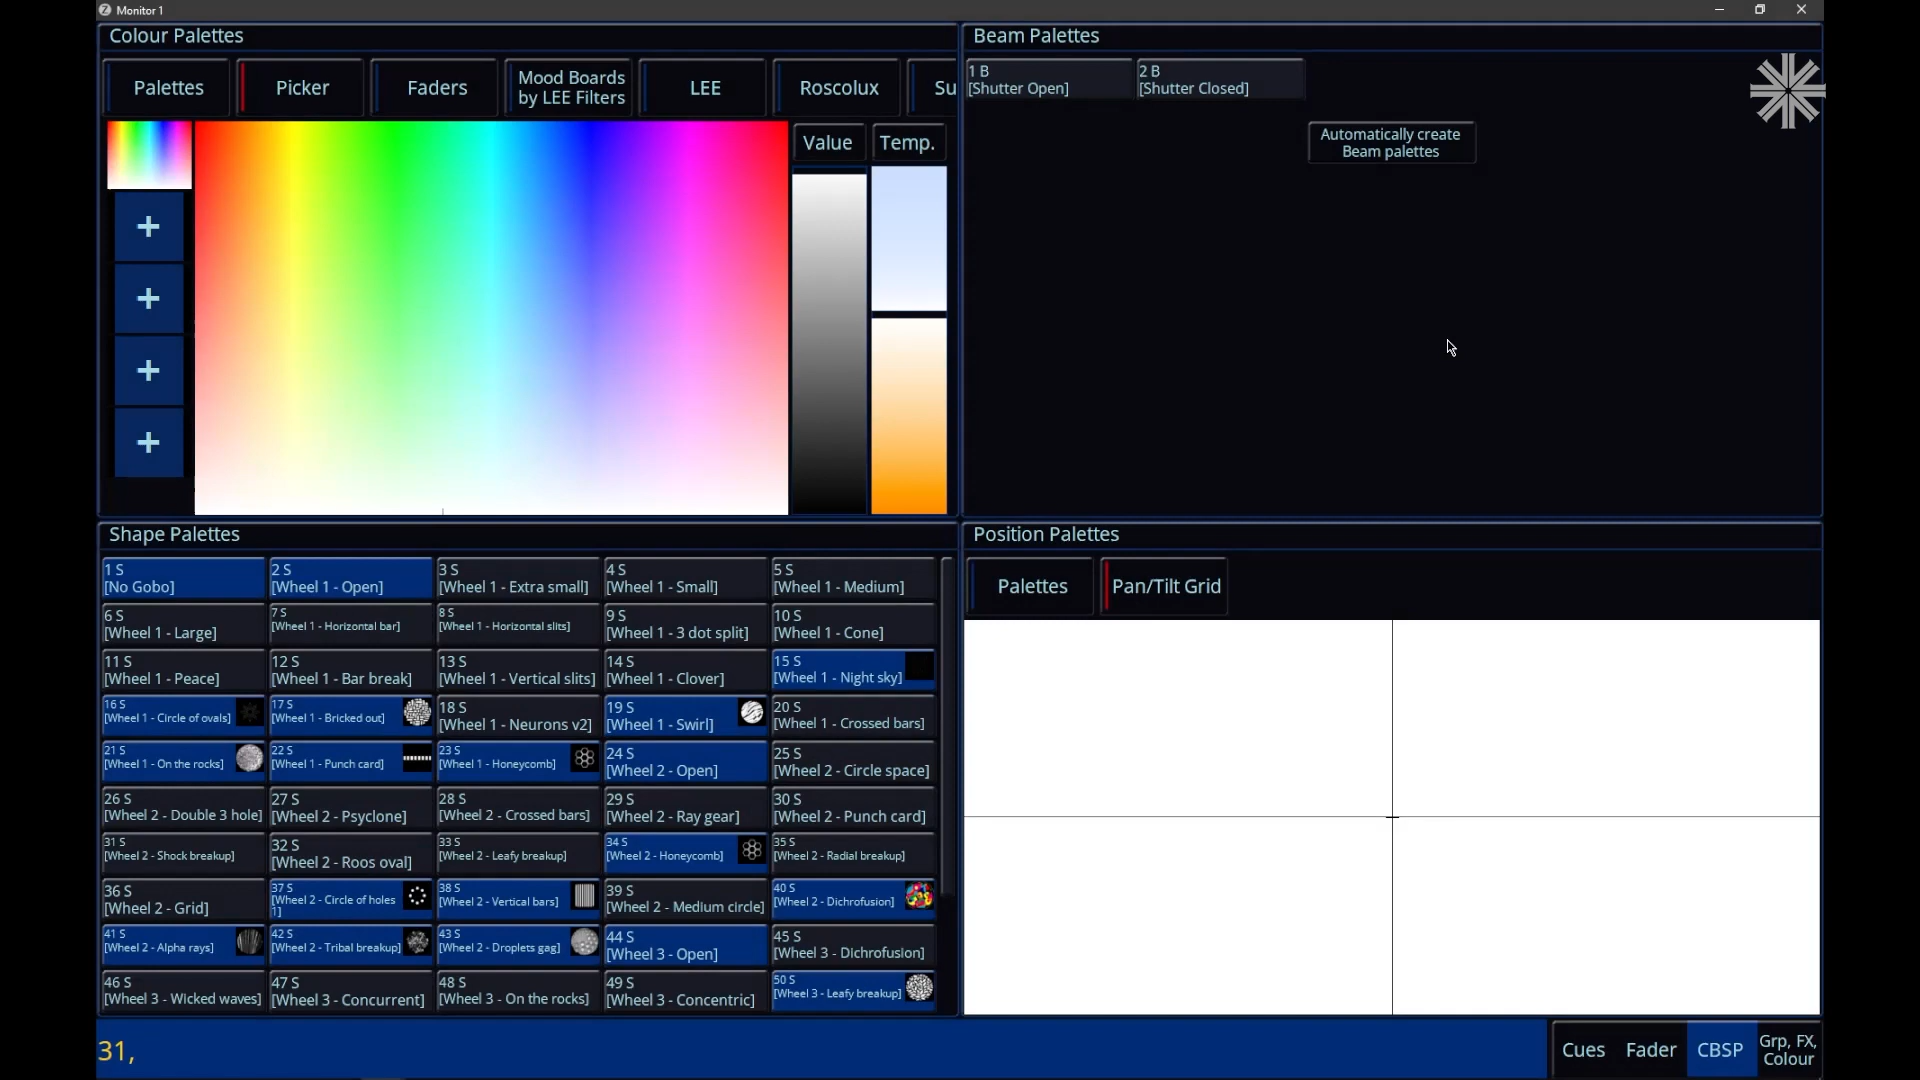 Monitor 1
Colour Palettes
Palettes
Picker
Faders
Mood Boards
by LEE Filters
LEE
Roscolux
Su
Value
Temp.
+
+
+
+
Beam Palettes
1 B
[Shutter Open]
2 B
[Shutter Closed]
Automatically create
Beam palettes
Shape Palettes
1 S
[No Gobo]
2 S
[Wheel 1 - Open]
3 S
[Wheel 1 - Extra small]
4 S
[Wheel 1 - Small]
5 S
[Wheel 1 - Medium]
6 S
[Wheel 1 - Large]
7 S
[Wheel 1 - Horizontal bar]
8 S
[Wheel 1 - Horizontal slits]
9 S
[Wheel 1 - 3 dot split]
10 S
[Wheel 1 - Cone]
11 S
[Wheel 1 - Peace]
12 S
[Wheel 1 - Bar break]
13 S
[Wheel 1 - Vertical slits]
14 S
[Wheel 1 - Clover]
15 S
[Wheel 1 - Night sky]
16 S
[Wheel 1 - Circle of ovals]
17 S
[Wheel 1 - Bricked out]
18 S
[Wheel 1 - Neurons v2]
19 S
[Wheel 1 - Swirl]
20 S
[Wheel 1 - Crossed bars]
21 S
[Wheel 1 - On the rocks]
22 S
[Wheel 1 - Punch card]
23 S
[Wheel 1 - Honeycomb]
24 S
[Wheel 2 - Open]
25 S
[Wheel 2 - Circle space]
26 S
[Wheel 2 - Double 3 hole]
27 S
[Wheel 2 - Psyclone]
28 S
[Wheel 2 - Crossed bars]
29 S
[Wheel 2 - Ray gear]
30 S
[Wheel 2 - Punch card]
31 S
[Wheel 2 - Shock breakup]
32 S
[Wheel 2 - Roos oval]
33 S
[Wheel 2 - Leafy breakup]
34 S
[Wheel 2 - Honeycomb]
35 S
[Wheel 2 - Radial breakup]
36 S
[Wheel 2 - Grid]
37 S
[Wheel 2 - Circle of holes
1]
38 S
[Wheel 2 - Vertical bars]
39 S
[Wheel 2 - Medium circle]
40 S
[Wheel 2 - Dichrofusion]
41 S
[Wheel 2 - Alpha rays]
42 S
[Wheel 2 - Tribal breakup]
43 S
[Wheel 2 - Droplets gag]
44 S
[Wheel 3 - Open]
45 S
[Wheel 3 - Dichrofusion]
46 S
[Wheel 3 - Wicked waves]
47 S
[Wheel 3 - Concurrent]
48 S
[Wheel 3 - On the rocks]
49 S
[Wheel 3 - Concentric]
50 S
[Wheel 3 - Leafy breakup]
Position Palettes
Palettes
Pan/Tilt Grid
31,
Cues
Fader
CBSP
Grp, FX,
Colour